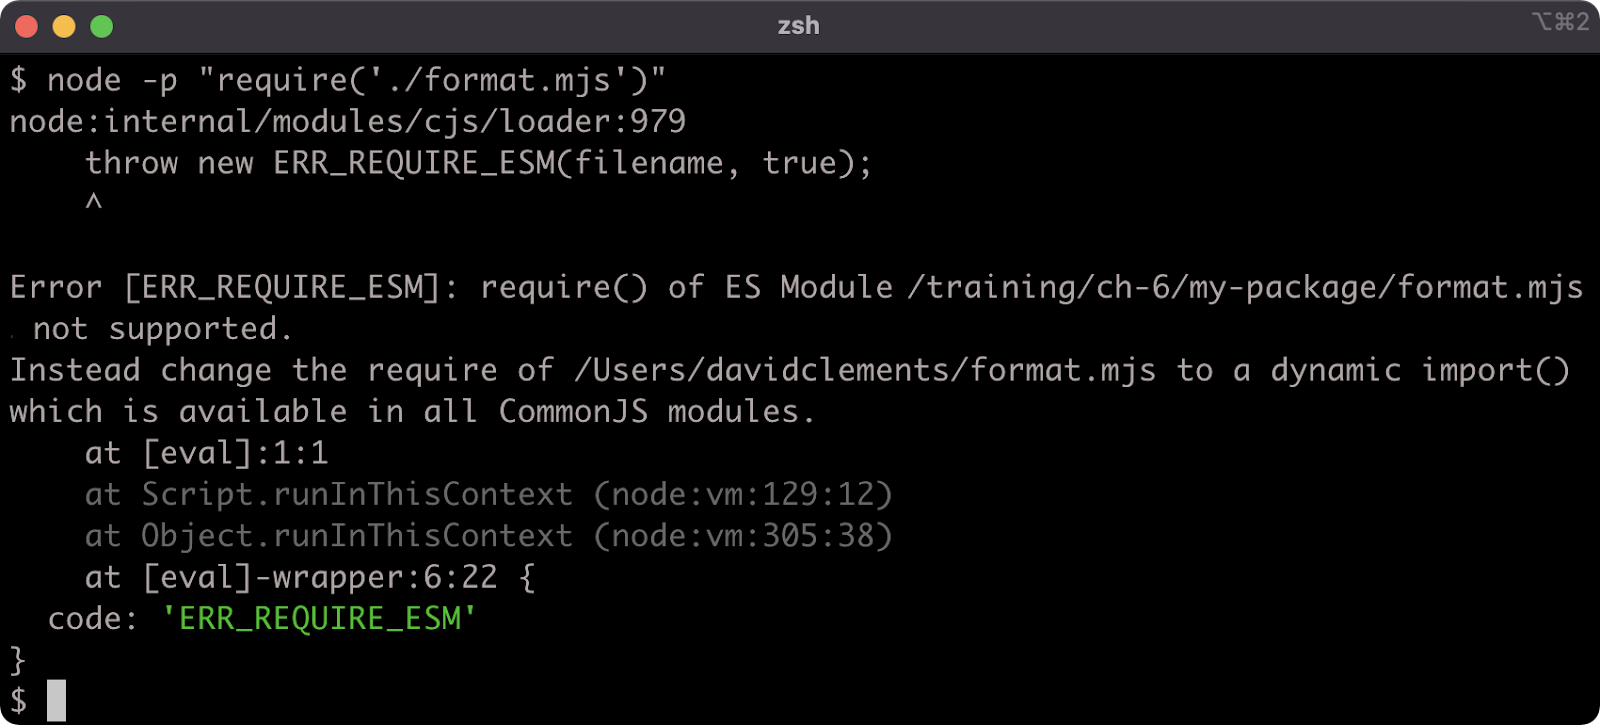 zsh
⌥⌘2
$ node -p "require('./format.mjs')"
node:internal/modules/cjs/loader:979
    throw new ERR_REQUIRE_ESM(filename, true);
    ^
Error [ERR_REQUIRE_ESM]: require() of ES Module /training/ch-6/my-package/format.mjs
 not supported.
Instead change the require of /Users/davidclements/format.mjs to a dynamic import()
which is available in all CommonJS modules.
    at [eval]:1:1
    at Script.runInThisContext (node:vm:129:12)
    at Object.runInThisContext (node:vm:305:38)
    at [eval]-wrapper:6:22 {
  code: 'ERR_REQUIRE_ESM'
}
$